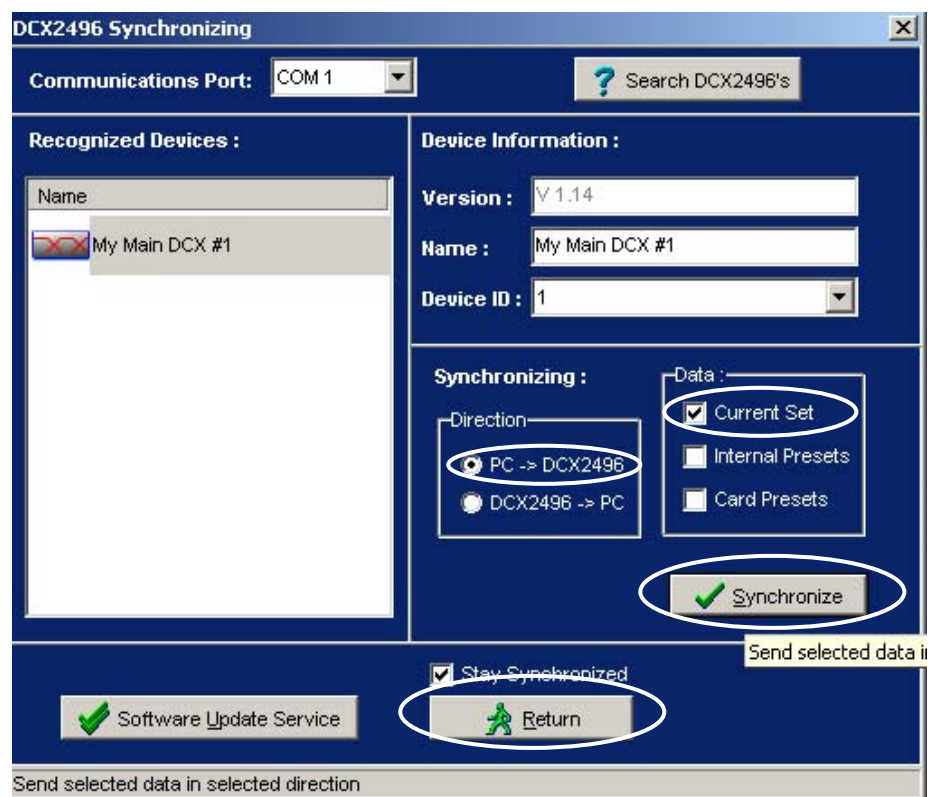 DCX2496 Synchronizing
Communications Port: COM 1
Search DCX2496's
Recognized Devices :
Name
My Main DCX #1
Device Information :
Version : V 1.14
Name : My Main DCX #1
Device ID : 1
Synchronizing :
Direction
PC -> DCX2496
DCX2496 -> PC
Data :
Current Set
Internal Presets
Card Presets
Synchronize
Send selected data i
Stay Synchronized
Software Update Service
Return
Send selected data in selected direction